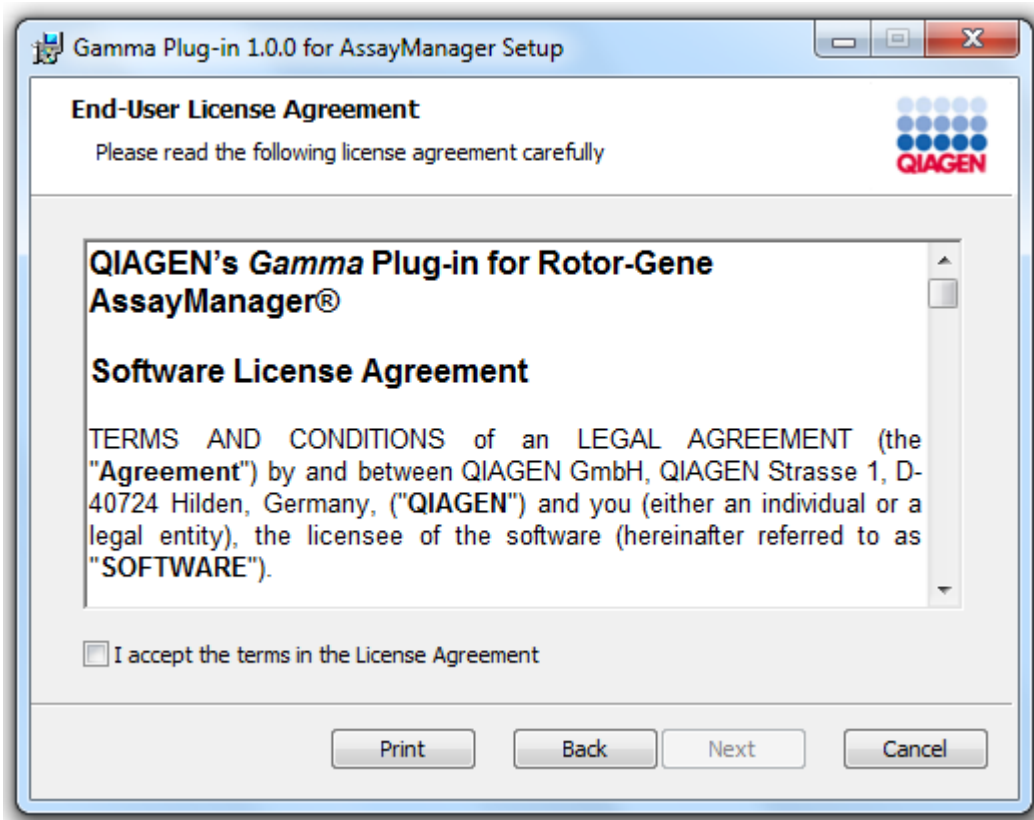 Gamma Plug-in 1.0.0 for AssayManager Setup
End-User License Agreement
Please read the following license agreement carefully
QIAGEN
QIAGEN’s Gamma Plug-in for Rotor-Gene
AssayManager®
Software License Agreement
TERMS AND CONDITIONS of an LEGAL AGREEMENT (the
"Agreement") by and between QIAGEN GmbH, QIAGEN Strasse 1, D-
40724 Hilden, Germany, ("QIAGEN") and you (either an individual or a
legal entity), the licensee of the software (hereinafter referred to as
"SOFTWARE").
I accept the terms in the License Agreement
Print Back Next Cancel